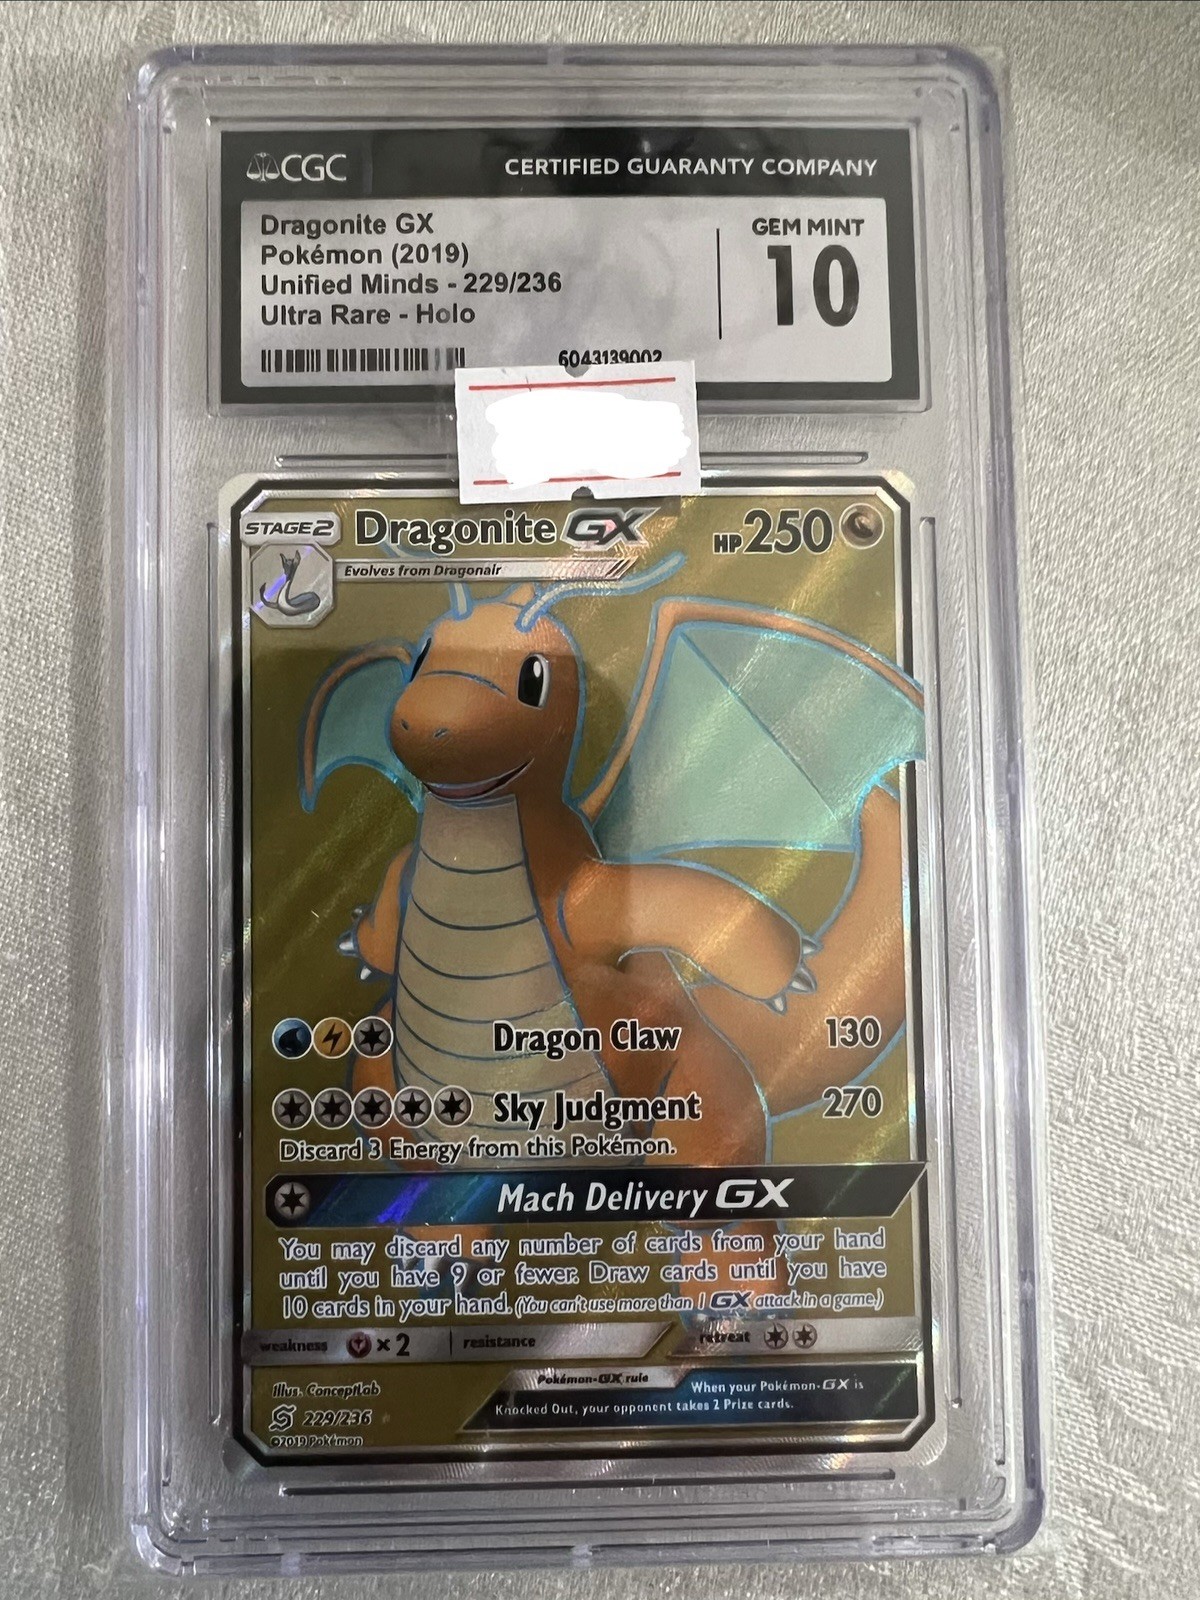 CGC
CERTIFIED GUARANTY COMPANY
Dragonite GX
Pokémon (2019)
Unified Minds - 229/236
Ultra Rare - Holo
GEM MINT
10
6043139002
STAGE 2
Dragonite GX
HP 250
Evolves from Dragonair
Dragon Claw 130
Sky Judgment 270
Discard 3 Energy from this Pokémon.
Mach Delivery GX
You may discard any number of cards from your hand
until you have 9 or fewer. Draw cards until you have
10 cards in your hand. (You can't use more than 1 GX attack in a game.)
weakness × 2 resistance retreat
Illus. ConceptLab
229/236
©2019 Pokémon
Pokémon-GX rule
When your Pokémon-GX is
Knocked Out, your opponent takes 2 Prize cards.